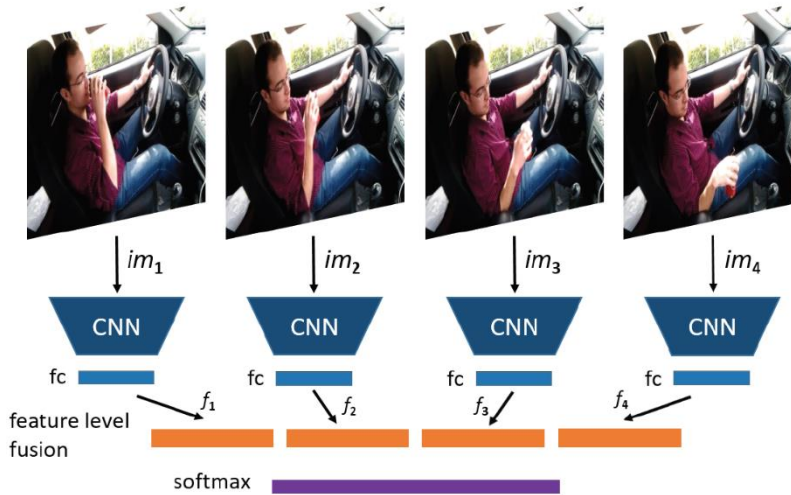 im1 im2 im3 im4
CNN CNN CNN CNN
fc fc fc fc
f1 f2 f3 f4
feature level
fusion
softmax